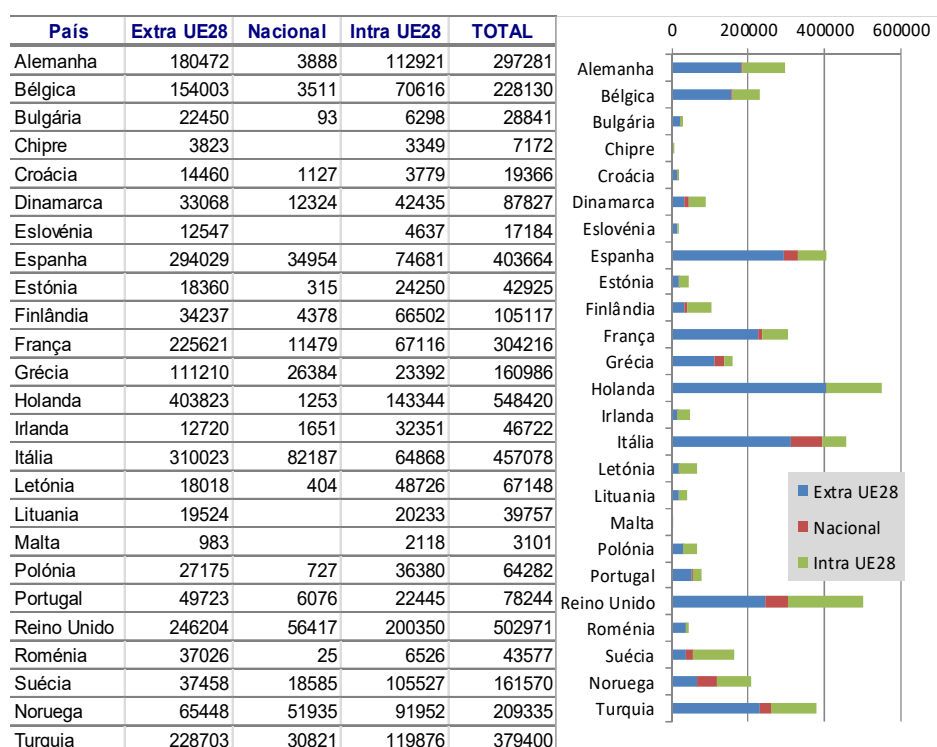 País Extra UE28 Nacional Intra UE28 TOTAL
Alemanha 180472 3888 112921 297281
Bélgica 154003 3511 70616 228130
Bulgária 22450 93 6298 28841
Chipre 3823 3349 7172
Croácia 14460 1127 3779 19366
Dinamarca 33068 12324 42435 87827
Eslovénia 12547 4637 17184
Espanha 294029 34954 74681 403664
Estónia 18360 315 24250 42925
Finlândia 34237 4378 66502 105117
França 225621 11479 67116 304216
Grécia 111210 26384 23392 160986
Holanda 403823 1253 143344 548420
Irlanda 12720 1651 32351 46722
Itália 310023 82187 64868 457078
Letónia 18018 404 48726 67148
Lituania 19524 20233 39757
Malta 983 2118 3101
Polónia 27175 727 36380 64282
Portugal 49723 6076 22445 78244
Reino Unido 246204 56417 200350 502971
Roménia 37026 25 6526 43577
Suécia 37458 18585 105527 161570
Noruega 65448 51935 91952 209335
Turquia 228703 30821 119876 379400
0 200000 400000 600000
Alemanha
Bélgica
Bulgária
Chipre
Croácia
Dinamarca
Eslovénia
Espanha
Estónia
Finlândia
França
Grécia
Holanda
Irlanda
Itália
Letónia
Lituania
Malta
Polónia
Portugal
Reino Unido
Roménia
Suécia
Noruega
Turquia
Extra UE28
Nacional
Intra UE28